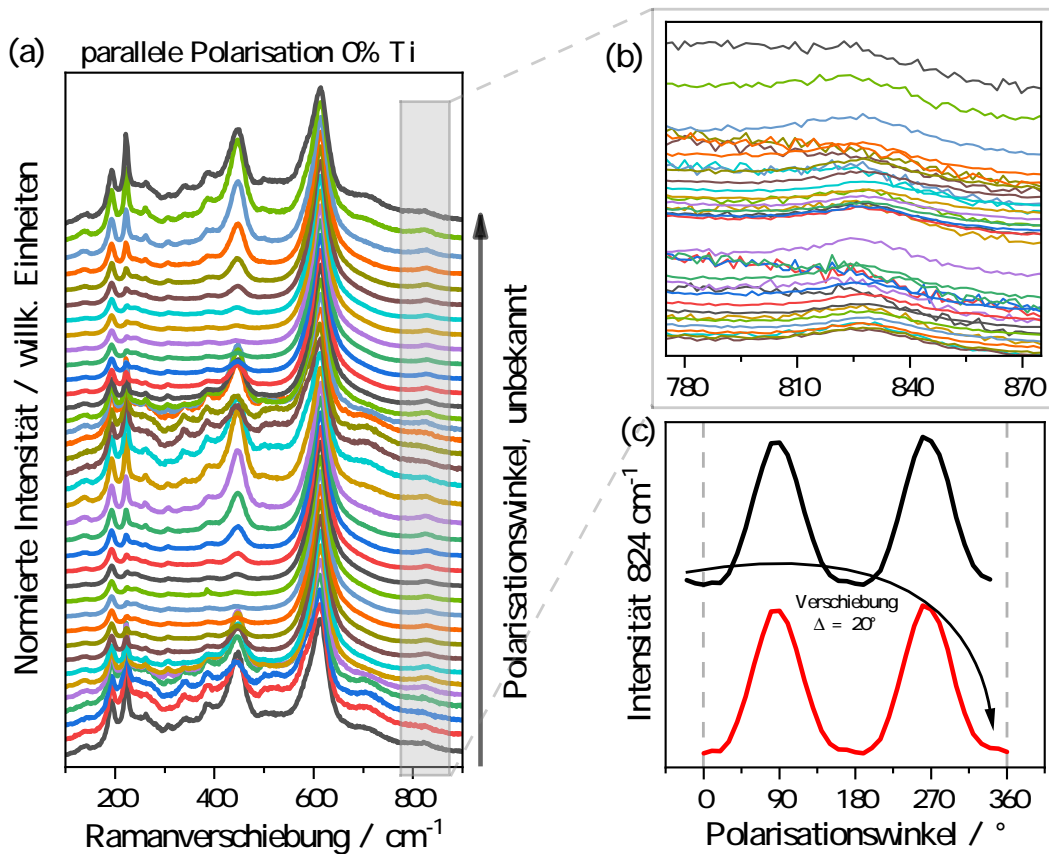 (a)
parallele Polarisation 0% Ti
Normierte Intensität / willk. Einheiten
200
400
600
800
Ramanverschiebung / cm-1
Polarisationswinkel, unbekannt
(b)
780
810
840
870
(c)
Intensität 824 cm-1
Verschiebung
Δ = 20°
0
90
180
270
360
Polarisationswinkel / °